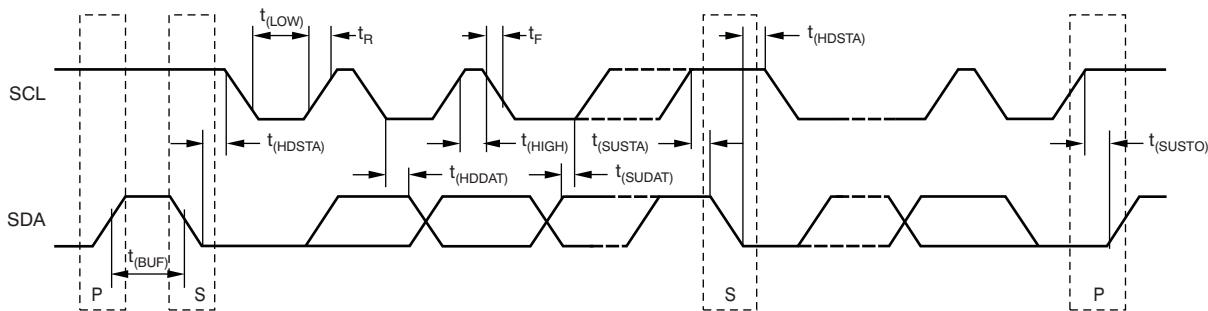 t(LOW)
tR
tF
t(HDSTA)
SCL
t(HDSTA)
t(HIGH)
t(SUSTA)
t(SUSTO)
t(HDDAT)
t(SUDAT)
SDA
t(BUF)
P
S
S
P